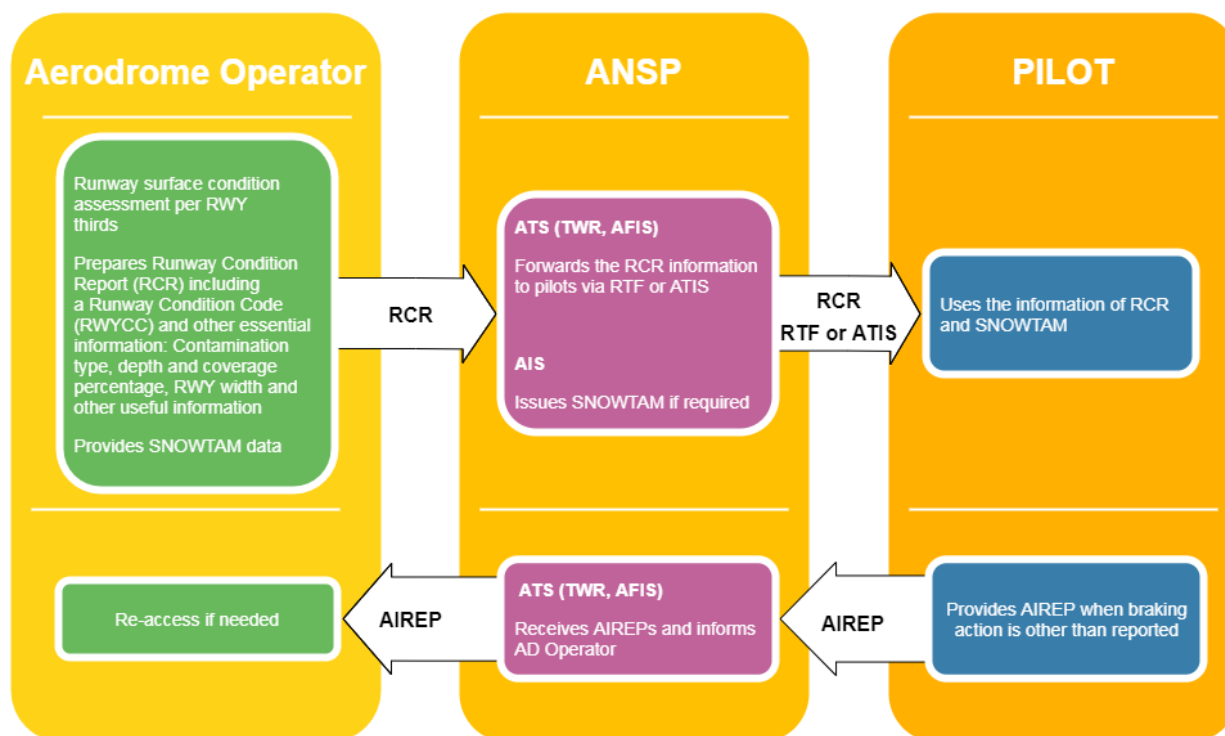 Aerodrome Operator
Runway surface condition
assessment per RWY
thirds
Prepares Runway Condition
Report (RCR) including
a Runway Condition Code
(RWYCC) and other essential
information: Contamination
type, depth and coverage
percentage, RWY width and
other useful information
Provides SNOWTAM data
RCR
ANSP
ATS (TWR, AFIS)
Forwards the RCR information
to pilots via RTF or ATIS
AIS
Issues SNOWTAM if required
RCR
RTF or ATIS
PILOT
Uses the information of RCR
and SNOWTAM
Provides AIREP when braking
action is other than reported
AIREP
ATS (TWR, AFIS)
Receives AIREPs and informs
AD Operator
AIREP
Re-access if needed